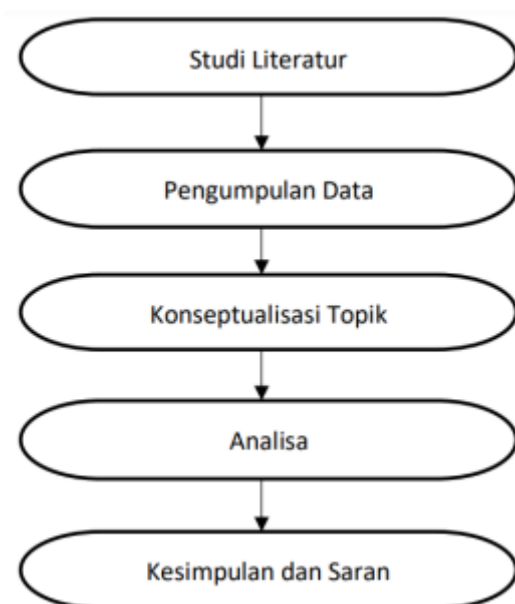 Studi Literatur
Pengumpulan Data
Konseptualisasi Topik
Analisa
Kesimpulan dan Saran